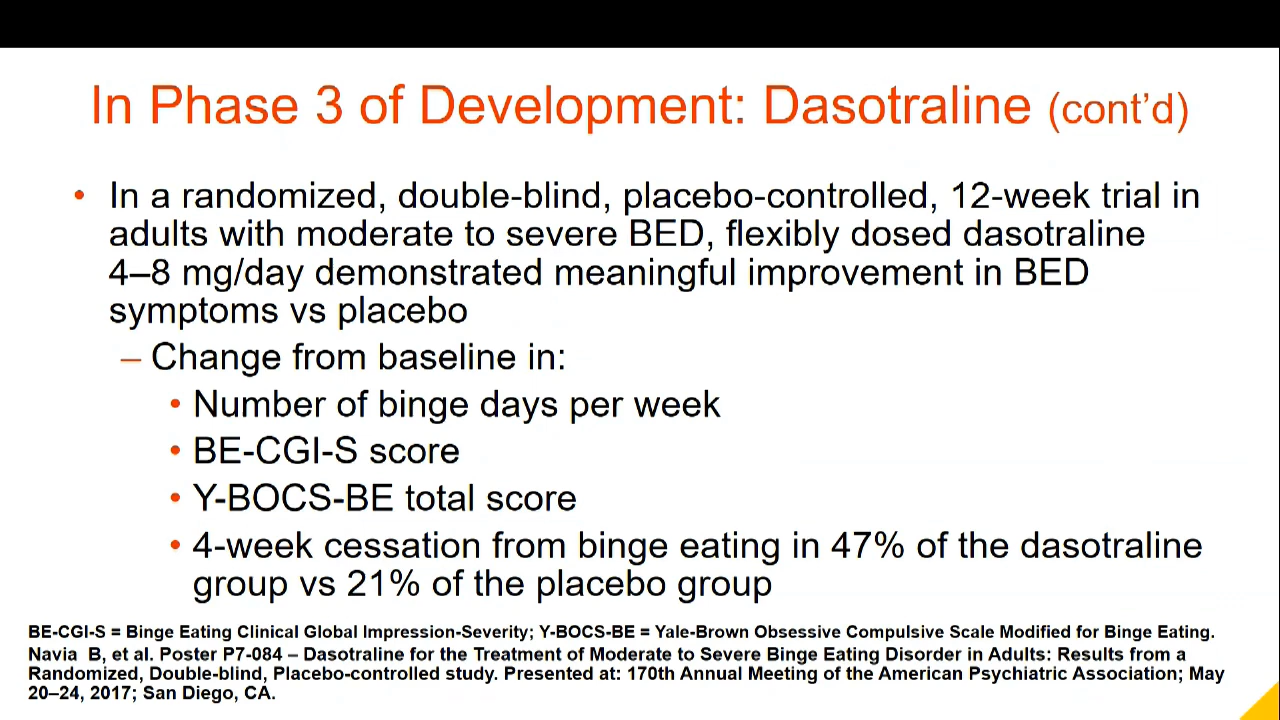 In Phase 3 of Development: Dasotraline (cont’d)
• In a randomized, double-blind, placebo-controlled, 12-week trial in
adults with moderate to severe BED, flexibly dosed dasotraline
4–8 mg/day demonstrated meaningful improvement in BED
symptoms vs placebo
– Change from baseline in:
• Number of binge days per week
• BE-CGI-S score
• Y-BOCS-BE total score
• 4-week cessation from binge eating in 47% of the dasotraline
group vs 21% of the placebo group
BE-CGI-S = Binge Eating Clinical Global Impression-Severity; Y-BOCS-BE = Yale-Brown Obsessive Compulsive Scale Modified for Binge Eating.
Navia B, et al. Poster P7-084 – Dasotraline for the Treatment of Moderate to Severe Binge Eating Disorder in Adults: Results from a
Randomized, Double-blind, Placebo-controlled study. Presented at: 170th Annual Meeting of the American Psychiatric Association; May
20–24, 2017; San Diego, CA.